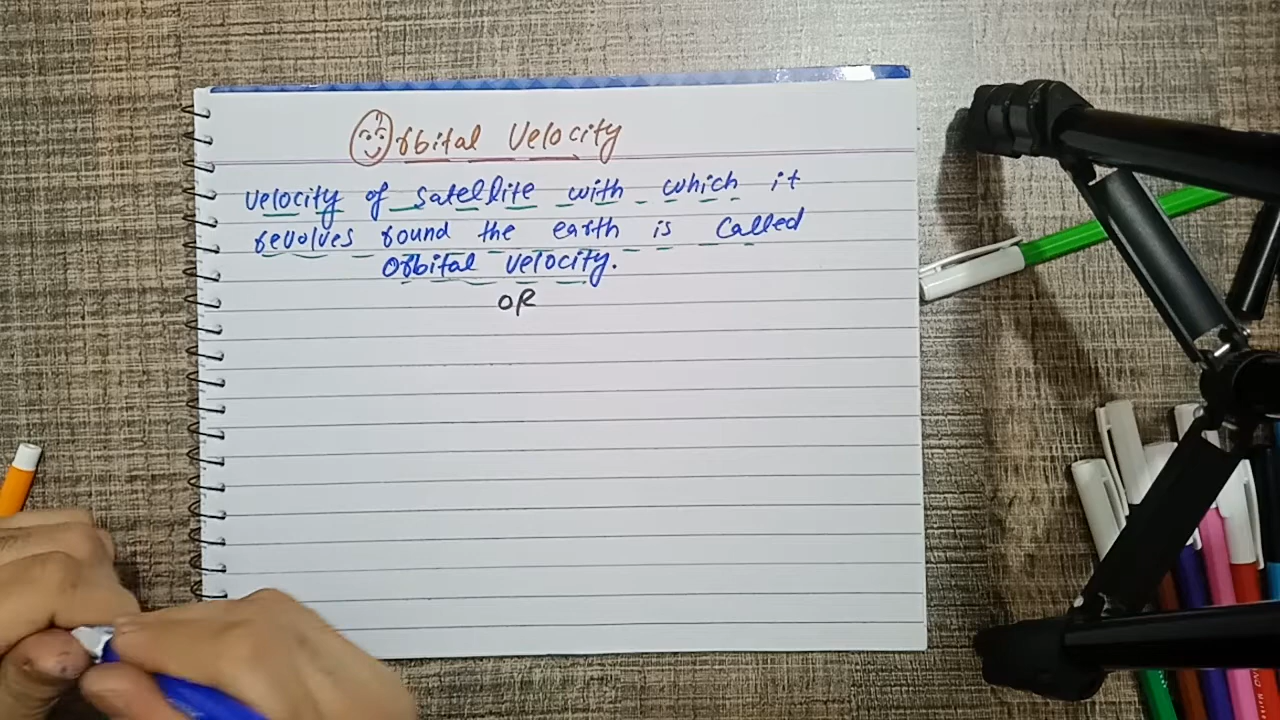 Orbital Velocity
Velocity of satellite with which it
revolves round the earth is called
Orbital velocity.
OR